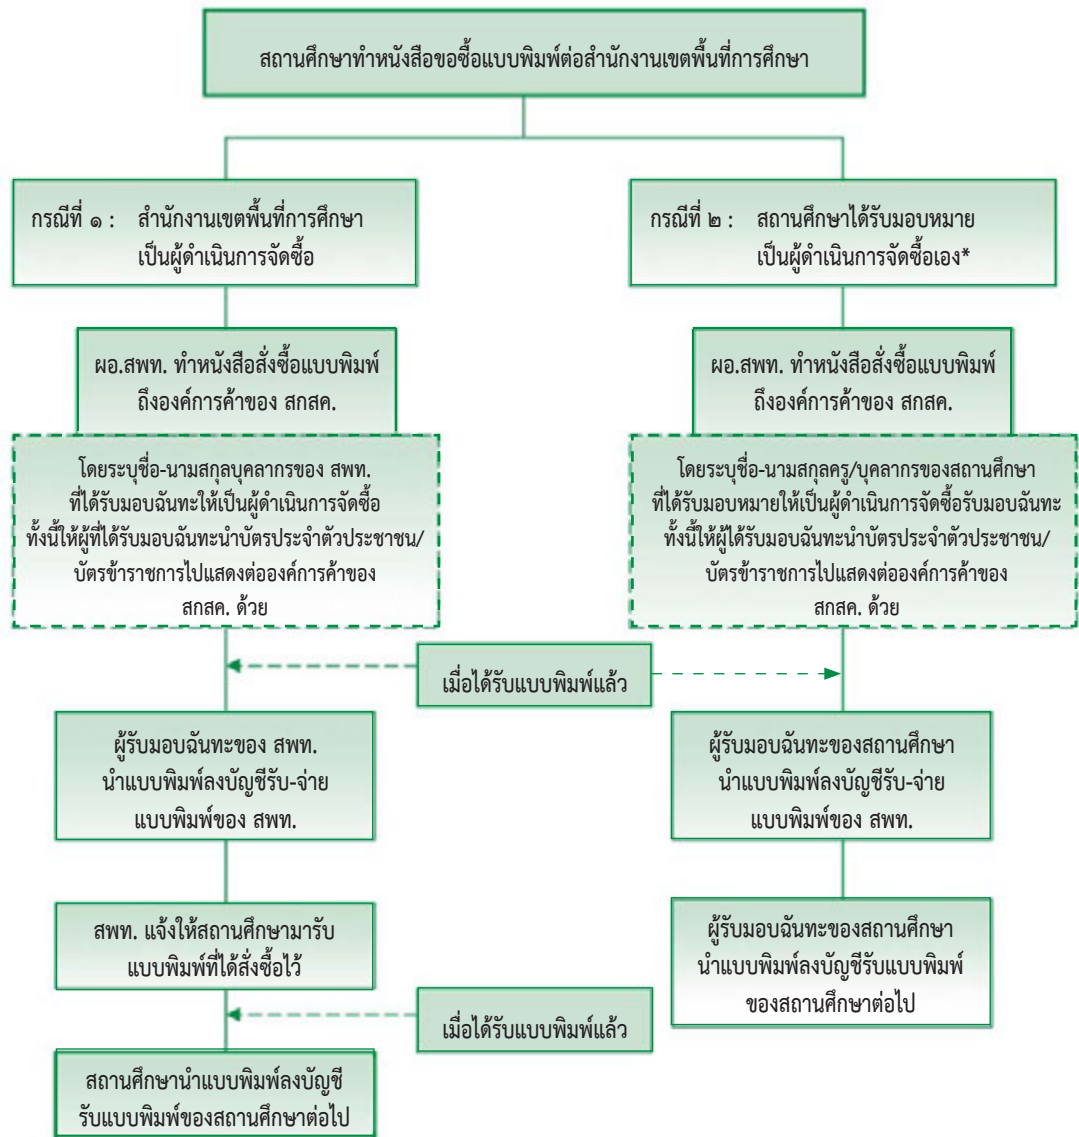 สถานศึกษาทำหนังสือขอซื้อแบบพิมพ์ต่อสำนักงานเขตพื้นที่การศึกษา
กรณีที่ ๑ : สำนักงานเขตพื้นที่การศึกษา
เป็นผู้ดำเนินการจัดซื้อ
กรณีที่ ๒ : สถานศึกษาได้รับมอบหมาย
เป็นผู้ดำเนินการจัดซื้อเอง*
ผอ.สพท. ทำหนังสือสั่งซื้อแบบพิมพ์
ถึงองค์การค้าของ สกสค.
ผอ.สพท. ทำหนังสือสั่งซื้อแบบพิมพ์
ถึงองค์การค้าของ สกสค.
โดยระบุชื่อ-นามสกุลบุคลากรของ สพท.
ที่ได้รับมอบฉันทะให้เป็นผู้ดำเนินการจัดซื้อ
ทั้งนี้ให้ผู้ที่ได้รับมอบฉันทะนำบัตรประจำตัวประชาชน/
บัตรข้าราชการไปแสดงต่อองค์การค้าของ
สกสค. ด้วย
โดยระบุชื่อ-นามสกุลครู/บุคลากรของสถานศึกษา
ที่ได้รับมอบหมายให้เป็นผู้ดำเนินการจัดซื้อรับมอบฉันทะ
ทั้งนี้ให้ผู้ได้รับมอบฉันทะนำบัตรประจำตัวประชาชน/
บัตรข้าราชการไปแสดงต่อองค์การค้าของ
สกสค. ด้วย
เมื่อได้รับแบบพิมพ์แล้ว
ผู้รับมอบฉันทะของ สพท.
นำแบบพิมพ์ลงบัญชีรับ-จ่าย
แบบพิมพ์ของ สพท.
ผู้รับมอบฉันทะของสถานศึกษา
นำแบบพิมพ์ลงบัญชีรับ-จ่าย
แบบพิมพ์ของ สพท.
สพท. แจ้งให้สถานศึกษามารับ
แบบพิมพ์ที่ได้สั่งซื้อไว้
ผู้รับมอบฉันทะของสถานศึกษา
นำแบบพิมพ์ลงบัญชีรับแบบพิมพ์
ของสถานศึกษาต่อไป
เมื่อได้รับแบบพิมพ์แล้ว
สถานศึกษานำแบบพิมพ์ลงบัญชี
รับแบบพิมพ์ของสถานศึกษาต่อไป